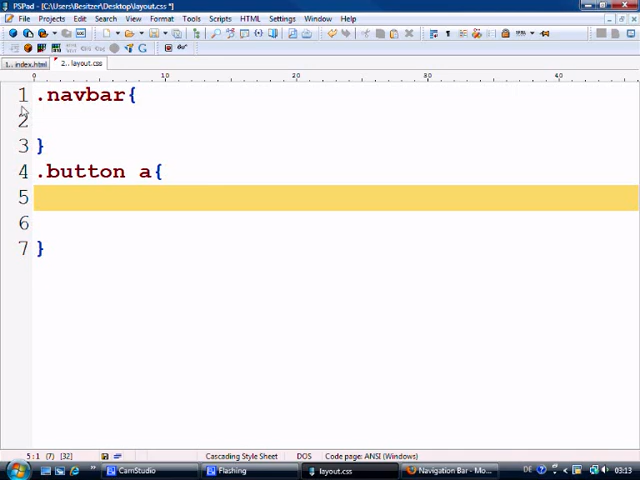 PSPad - [C:\Users\Besitzer\Desktop\layout.css *]
File Projects Edit Search View Format Tools Scripts HTML Settings Window Help
1.. index.html 2.. layout.css
0 10 20 30 40
1 .navbar{
2
3 }
4 .button a{
5
6
7 }
5:1 (7) [32] Cascading Style Sheet DOS Code page: ANSI (Windows)
CamStudio Flashing layout.css Navigation Bar - Mo... DE 03:13